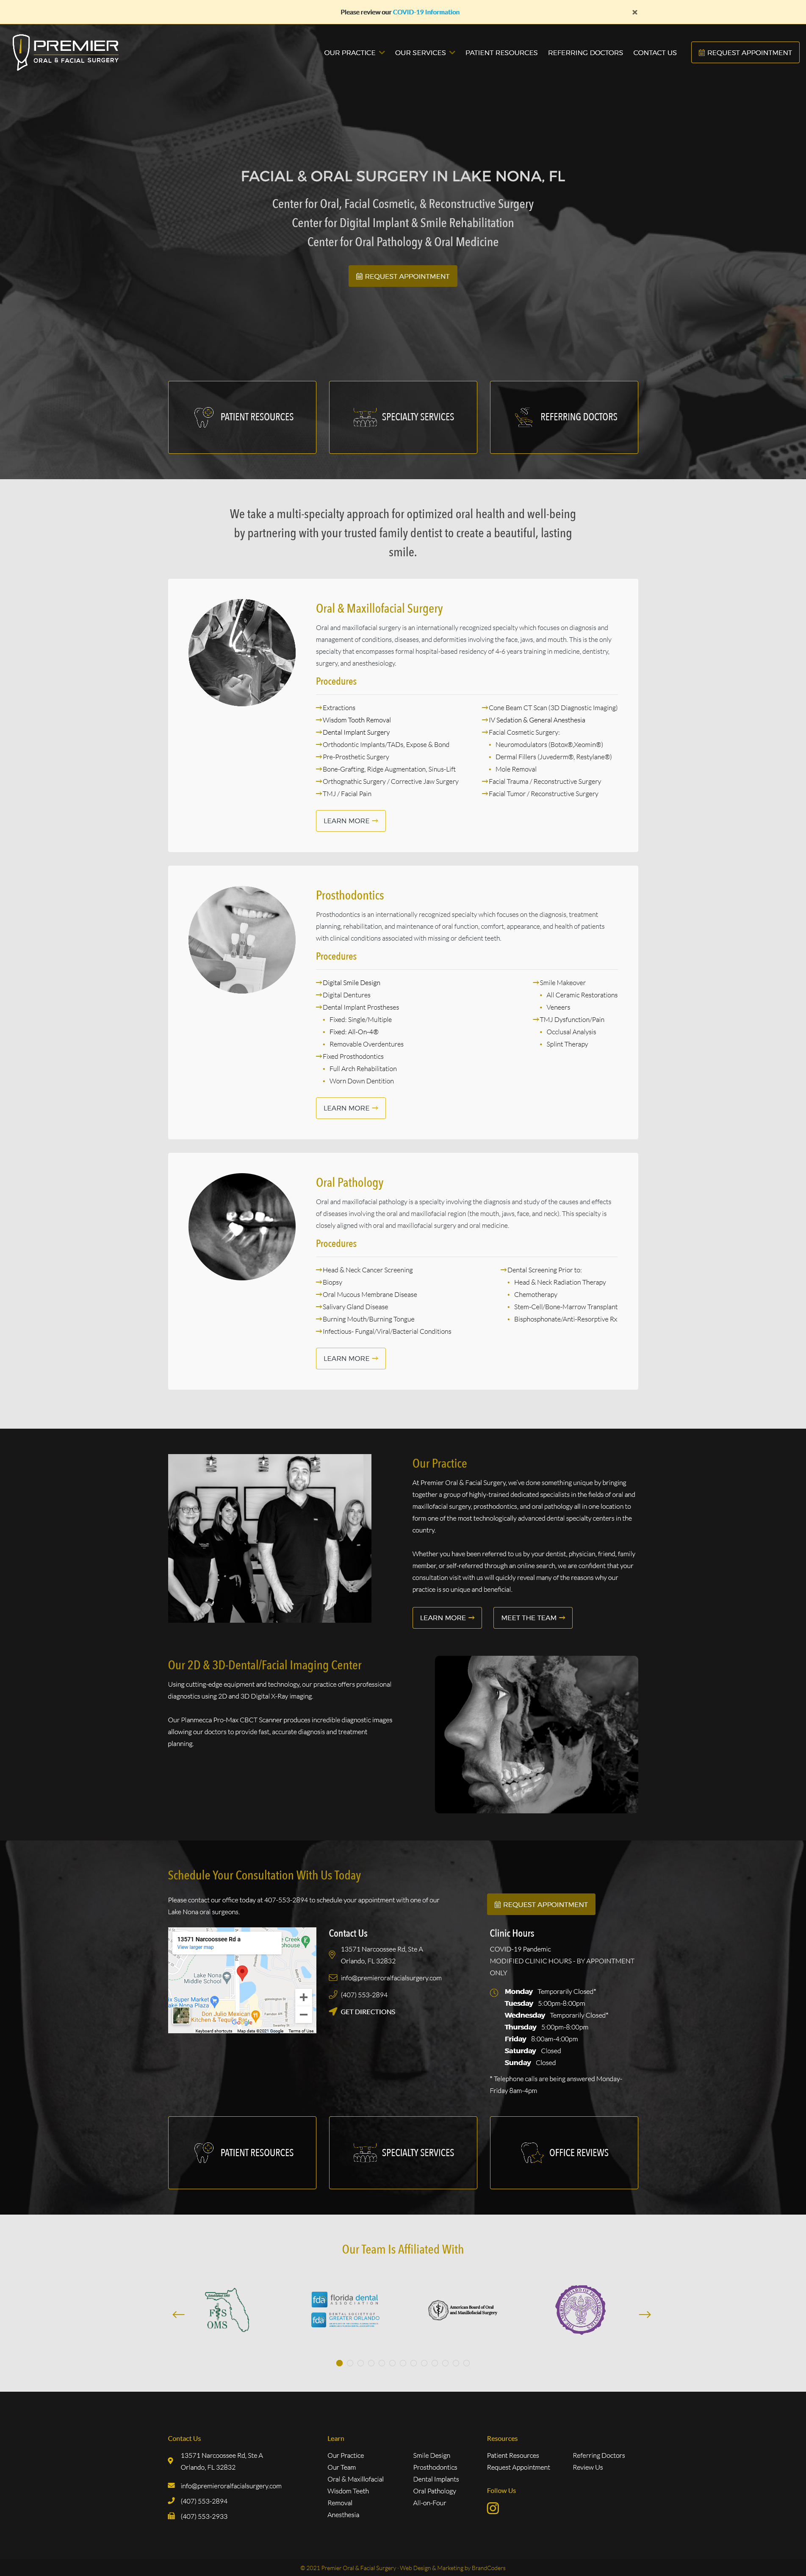 Please review our COVID-19 Information
×
PREMIER
ORAL & FACIAL SURGERY
OUR PRACTICE
OUR SERVICES
PATIENT RESOURCES
REFERRING DOCTORS
CONTACT US
REQUEST APPOINTMENT
FACIAL & ORAL SURGERY IN LAKE NONA, FL
Center for Oral, Facial Cosmetic, & Reconstructive Surgery
Center for Digital Implant & Smile Rehabilitation
Center for Oral Pathology & Oral Medicine
REQUEST APPOINTMENT
PATIENT RESOURCES
SPECIALTY SERVICES
REFERRING DOCTORS
We take a multi-specialty approach for optimized oral health and well-being
by partnering with your trusted family dentist to create a beautiful, lasting
smile.
Oral & Maxillofacial Surgery
Oral and maxillofacial surgery is an internationally recognized specialty which focuses on diagnosis and
management of conditions, diseases, and deformities involving the face, jaws, and mouth. This is the only
specialty that encompasses formal hospital-based residency of 4-6 years training in medicine, dentistry,
surgery, and anesthesiology.
Procedures
Extractions
Wisdom Tooth Removal
Dental Implant Surgery
Orthodontic Implants/TADs, Expose & Bond
Pre-Prosthetic Surgery
Bone-Grafting, Ridge Augmentation, Sinus-Lift
Orthognathic Surgery / Corrective Jaw Surgery
TMJ / Facial Pain
Cone Beam CT Scan (3D Diagnostic Imaging)
IV Sedation & General Anesthesia
Facial Cosmetic Surgery:
Neuromodulators (Botox®,Xeomin®)
Dermal Fillers (Juvederm®, Restylane®)
Mole Removal
Facial Trauma / Reconstructive Surgery
Facial Tumor / Reconstructive Surgery
LEARN MORE
Prosthodontics
Prosthodontics is an internationally recognized specialty which focuses on the diagnosis, treatment
planning, rehabilitation, and maintenance of oral function, comfort, appearance, and health of patients
with clinical conditions associated with missing or deficient teeth.
Procedures
Digital Smile Design
Digital Dentures
Dental Implant Prostheses
Fixed: Single/Multiple
Fixed: All-On-4®
Removable Overdentures
Fixed Prosthodontics
Full Arch Rehabilitation
Worn Down Dentition
Smile Makeover
All Ceramic Restorations
Veneers
TMJ Dysfunction/Pain
Occlusal Analysis
Splint Therapy
LEARN MORE
Oral Pathology
Oral and maxillofacial pathology is a specialty involving the diagnosis and study of the causes and effects
of diseases involving the oral and maxillofacial region (the mouth, jaws, face, and neck). This specialty is
closely aligned with oral and maxillofacial surgery and oral medicine.
Procedures
Head & Neck Cancer Screening
Biopsy
Oral Mucous Membrane Disease
Salivary Gland Disease
Burning Mouth/Burning Tongue
Infectious- Fungal/Viral/Bacterial Conditions
Dental Screening Prior to:
Head & Neck Radiation Therapy
Chemotherapy
Stem-Cell/Bone-Marrow Transplant
Bisphosphonate/Anti-Resorptive Rx
LEARN MORE
Our Practice
At Premier Oral & Facial Surgery, we've done something unique by bringing
together a group of highly-trained dedicated specialists in the fields of oral and
maxillofacial surgery, prosthodontics, and oral pathology all in one location to
form one of the most technologically advanced dental specialty centers in the
country.
Whether you have been referred to us by your dentist, physician, friend, family
member, or self-referred through an online search, we are confident that your
consultation visit with us will quickly reveal many of the reasons why our
practice is so unique and beneficial.
LEARN MORE
MEET THE TEAM
Our 2D & 3D-Dental/Facial Imaging Center
Using cutting-edge equipment and technology, our practice offers professional
diagnostics using 2D and 3D Digital X-Ray imaging.
Our Planmecca Pro-Max CBCT Scanner produces incredible diagnostic images
allowing our doctors to provide fast, accurate diagnosis and treatment
planning.
Schedule Your Consultation With Us Today
Please contact our office today at 407-553-2894 to schedule your appointment with one of our
Lake Nona oral surgeons.
REQUEST APPOINTMENT
13571 Narcoossee Rd a
View larger map
Creek
Professional
Lake Nona
Middle School
Super Market
Don Julio Mexican
Kitchen & Tequila
Keyboard shortcuts
Map data ©2021 Google
Terms of Use
Contact Us
13571 Narcoossee Rd, Ste A
Orlando, FL 32832
info@premieroralfacialsurgery.com
(407) 553-2894
GET DIRECTIONS
Clinic Hours
COVID-19 Pandemic
MODIFIED CLINIC HOURS - BY APPOINTMENT
ONLY
Monday Temporarily Closed*
Tuesday 5:00pm-8:00pm
Wednesday Temporarily Closed*
Thursday 5:00pm-8:00pm
Friday 8:00am-4:00pm
Saturday Closed
Sunday Closed
* Telephone calls are being answered Monday-
Friday 8am-4pm
PATIENT RESOURCES
SPECIALTY SERVICES
OFFICE REVIEWS
Our Team Is Affiliated With
FS
OMS
fda florida dental
ASSOCIATION
fda DENTAL SOCIETY OF
GREATER ORLANDO
American Board of Oral
and Maxillofacial Surgery
Contact Us
13571 Narcoossee Rd, Ste A
Orlando, FL 32832
info@premieroralfacialsurgery.com
(407) 553-2894
(407) 553-2933
Learn
Our Practice
Our Team
Oral & Maxillofacial
Wisdom Teeth
Removal
Anesthesia
Smile Design
Prosthodontics
Dental Implants
Oral Pathology
All-on-Four
Resources
Patient Resources
Request Appointment
Referring Doctors
Review Us
Follow Us
© 2021 Premier Oral & Facial Surgery · Web Design & Marketing by BrandCoders